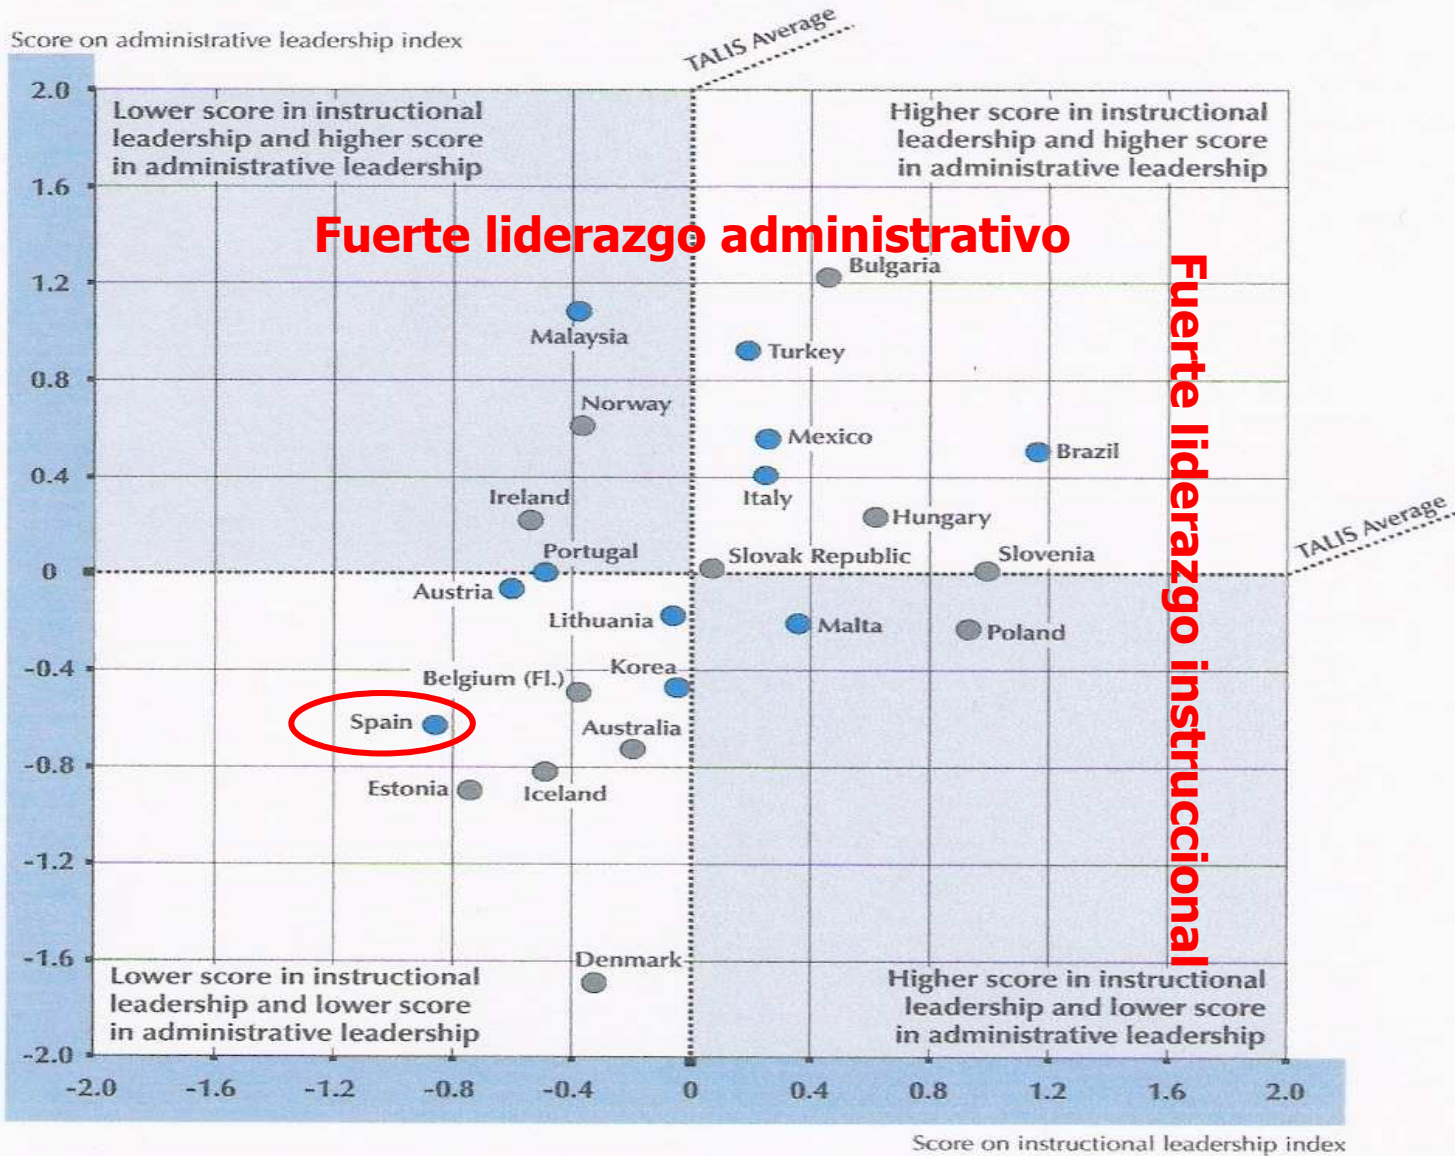 TALIS Average
Score on administrative leadership index
2.0
Lower score in instructional
leadership and higher score
in administrative leadership
Higher score in instructional
leadership and higher score
in administrative leadership
1.6
Fuerte liderazgo administrativo
Fuerte liderazgo instruccional
Bulgaria
1.2
Malaysia
Turkey
0.8
Norway
Mexico
Brazil
0.4
Italy
Ireland
Hungary
TALIS Average
Portugal
Slovak Republic
Slovenia
0
Austria
Lithuania
Malta
Poland
-0.4
Belgium (Fl.)
Korea
Spain
Australia
-0.8
Estonia
Iceland
-1.2
Denmark
-1.6
Lower score in instructional
leadership and lower score
in administrative leadership
Higher score in instructional
leadership and lower score
in administrative leadership
-2.0
-2.0 -1.6 -1.2 -0.8 -0.4 0 0.4 0.8 1.2 1.6 2.0
Score on instructional leadership index